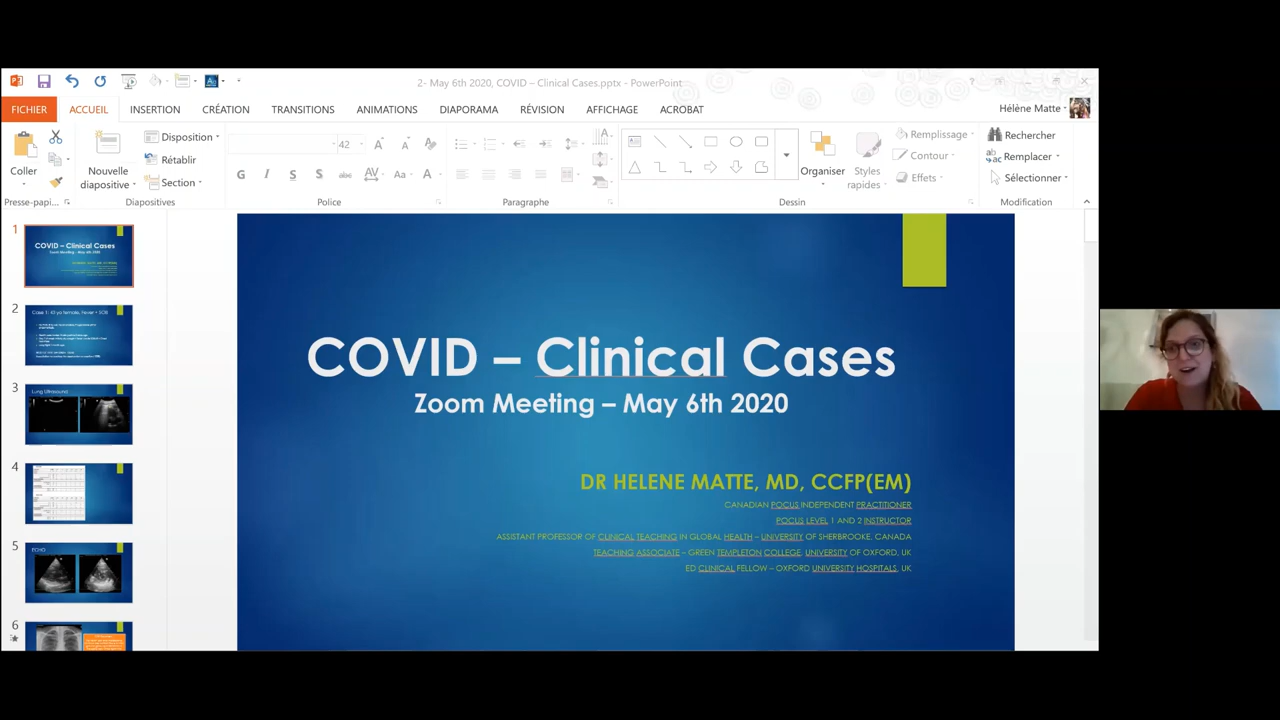 2- May 6th 2020, COVID – Clinical Cases.pptx - PowerPoint
FICHIER ACCUEIL INSERTION CRÉATION TRANSITIONS ANIMATIONS DIAPORAMA RÉVISION AFFICHAGE ACROBAT
Hélène Matte
Coller
Nouvelle diapositive
Disposition
Rétablir
Section
42
Organiser
Styles rapides
Remplissage
Contour
Effets
Rechercher
Remplacer
Sélectionner
Presse-papi...
Diapositives
Police
Paragraphe
Dessin
Modification
1
COVID – Clinical Cases
Zoom Meeting – May 6th 2020
2
3
Lung Ultrasound
4
5
ECHO
6
COVID – Clinical Cases
Zoom Meeting – May 6th 2020
DR HELENE MATTE, MD, CCFP(EM)
CANADIAN POCUS INDEPENDENT PRACTITIONER
POCUS LEVEL 1 AND 2 INSTRUCTOR
ASSISTANT PROFESSOR OF CLINICAL TEACHING IN GLOBAL HEALTH – UNIVERSITY OF SHERBROOKE, CANADA
TEACHING ASSOCIATE – GREEN TEMPLETON COLLEGE, UNIVERSITY OF OXFORD, UK
ED CLINICAL FELLOW – OXFORD UNIVERSITY HOSPITALS, UK